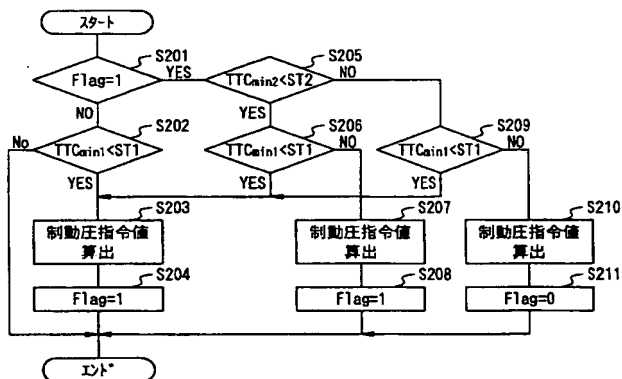 スタート
S201
Flag=1
YES
NO
S205
TTCmin2<ST2
NO
YES
S202
No
TTCmin1<ST1
YES
S206
TTCmin1<ST1
NO
YES
S209
TTCmin1<ST1
NO
YES
S203
制動圧指令値
算出
S204
Flag=1
S207
制動圧指令値
算出
S208
Flag=1
S210
制動圧指令値
算出
S211
Flag=0
エンド